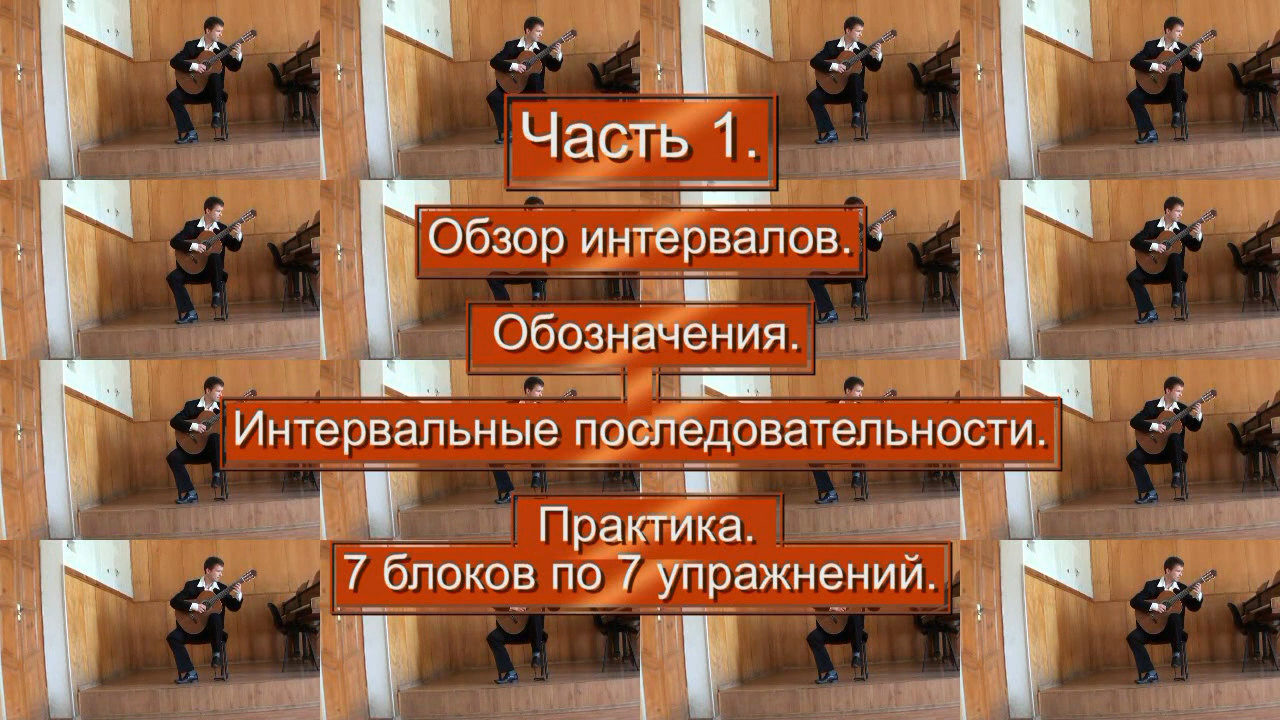 Часть 1.
Обзор интервалов.
Обозначения.
Интервальные последовательности.
Практика.
7 блоков по 7 упражнений.